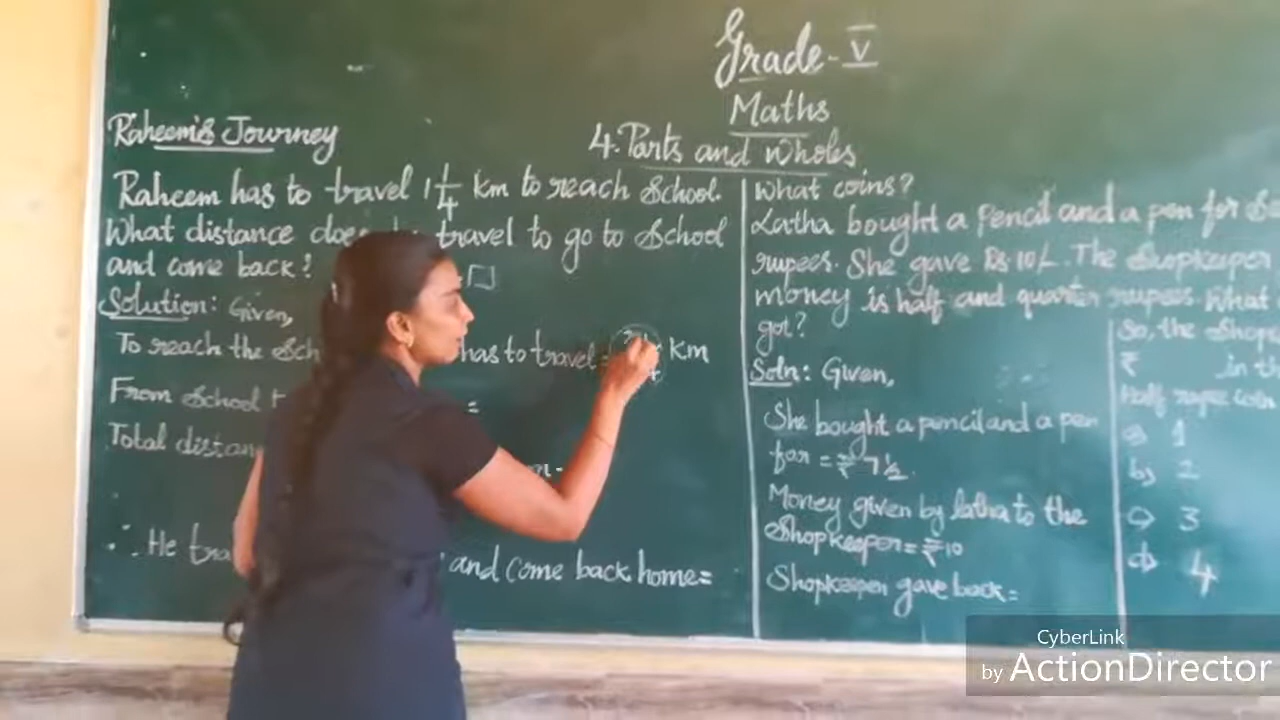 Grade-V
Maths
4. Parts and Wholes
Raheem's Journey
Raheem has to travel 1 1/4 km to reach School.
What distance does travel to go to School
and come back?
Solution: Given,
To reach the has to travel = km
From School =
Total
∴ He and come back home=
What coins?
Latha bought a pencil and a pen for
rupees. She gave Rs 10/-. The Shopkeeper
money is half and quarter rupees. What
got?
Soln: Given,
She bought a pencil and a pen
for = ₹ 7 1/2.
Money given by latha to the
Shopkeeper = ₹10
Shopkeeper gave back =
So, the
₹ in
Half rupee coin
a) 1
b) 2
c) 3
d) 4
CyberLink
by ActionDirector